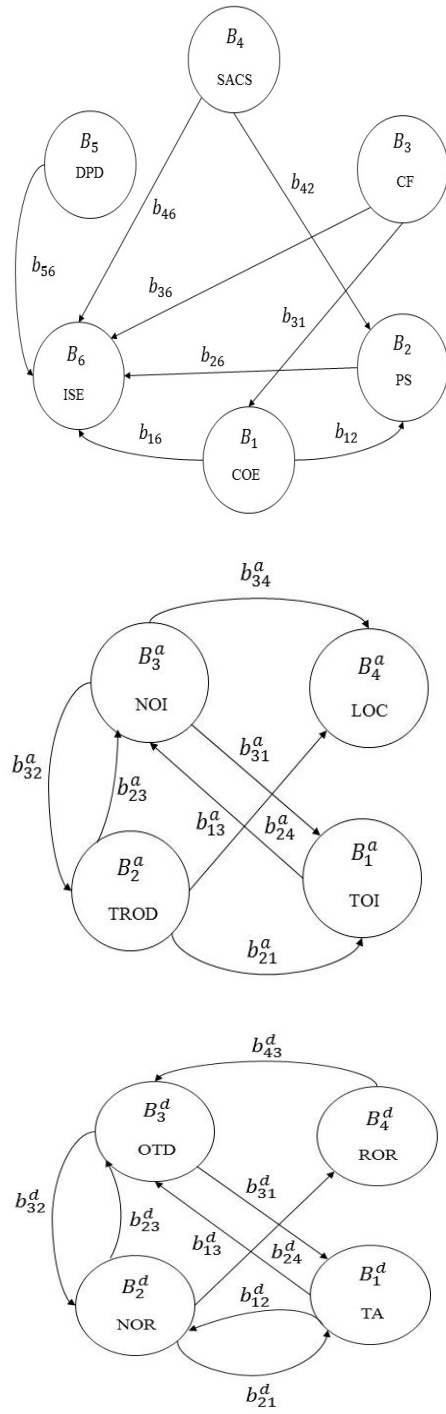 B₄
SACS
B₅
DPD
B₃
CF
b₄₆
b₄₂
b₅₆
b₃₆
b₃₁
B₂
PS
B₆
ISE
b₂₆
b₁₆
B₁
COE
b₁₂
b₃₄ᵃ
B₃ᵃ
NOI
B₄ᵃ
LOC
b₃₂ᵃ
b₂₃ᵃ
b₃₁ᵃ
b₁₃ᵃ
b₂₄ᵃ
B₂ᵃ
TROD
B₁ᵃ
TOI
b₂₁ᵃ
b₄₃ᵈ
B₃ᵈ
OTD
B₄ᵈ
ROR
b₃₂ᵈ
b₂₃ᵈ
b₃₁ᵈ
b₁₃ᵈ
b₂₄ᵈ
B₂ᵈ
NOR
b₁₂ᵈ
B₁ᵈ
TA
b₂₁ᵈ